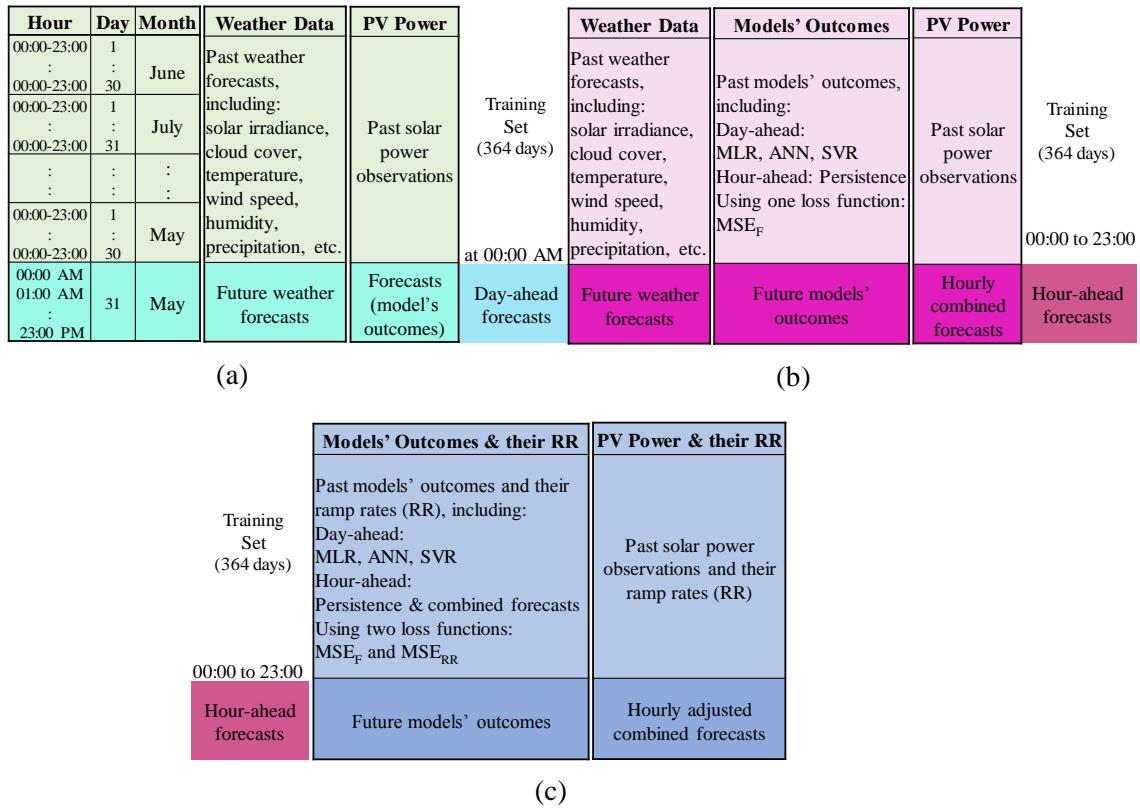 Hour Day Month Weather Data PV Power
00:00-23:00 1
:
:
00:00-23:00 30
June
00:00-23:00 1
:
:
00:00-23:00 31
July
: : :
: : :
00:00-23:00 1
:
:
00:00-23:00 30
May
Past weather
forecasts,
including:
solar irradiance,
cloud cover,
temperature,
wind speed,
humidity,
precipitation, etc.
Past solar
power
observations
Training
Set
(364 days)
at 00:00 AM
00:00 AM
01:00 AM
:
23:00 PM
31
May
Future weather
forecasts
Forecasts
(model's
outcomes)
Day-ahead
forecasts
(a)
Weather Data Models' Outcomes PV Power
Past weather
forecasts,
including:
solar irradiance,
cloud cover,
temperature,
wind speed,
humidity,
precipitation, etc.
Past models' outcomes,
including:
Day-ahead:
MLR, ANN, SVR
Hour-ahead: Persistence
Using one loss function:
MSE_F
Past solar
power
observations
Training
Set
(364 days)
00:00 to 23:00
Future weather
forecasts
Future models'
outcomes
Hourly
combined
forecasts
Hour-ahead
forecasts
(b)
Models' Outcomes & their RR PV Power & their RR
Training
Set
(364 days)
00:00 to 23:00
Past models' outcomes and their
ramp rates (RR), including:
Day-ahead:
MLR, ANN, SVR
Hour-ahead:
Persistence & combined forecasts
Using two loss functions:
MSE_F and MSE_RR
Past solar power
observations and their
ramp rates (RR)
Hour-ahead
forecasts
Future models' outcomes
Hourly adjusted
combined forecasts
(c)